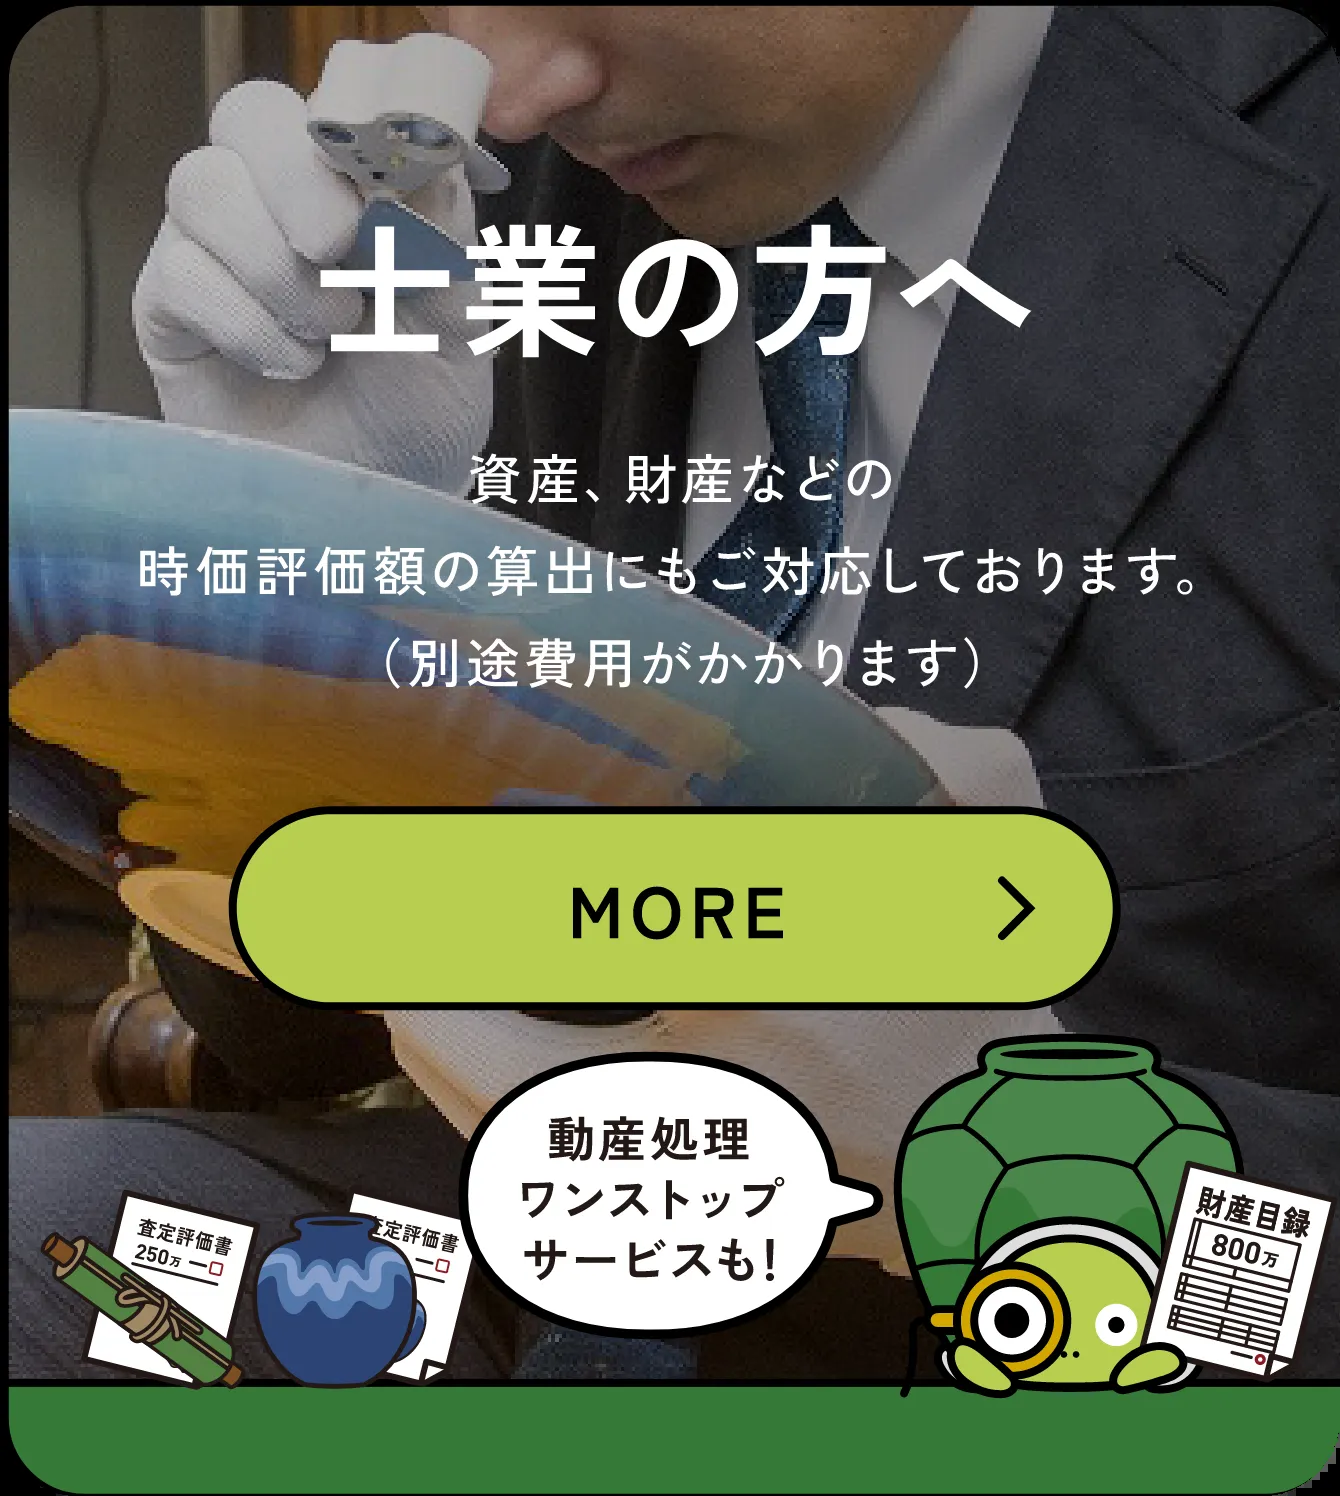 士業の方へ
資産、財産などの
時価評価額の算出にもご対応しております。
（別途費用がかかります）
MORE
動産処理
ワンストップ
サービスも！
査定評価書
250万
査定評価書
財産目録
800万